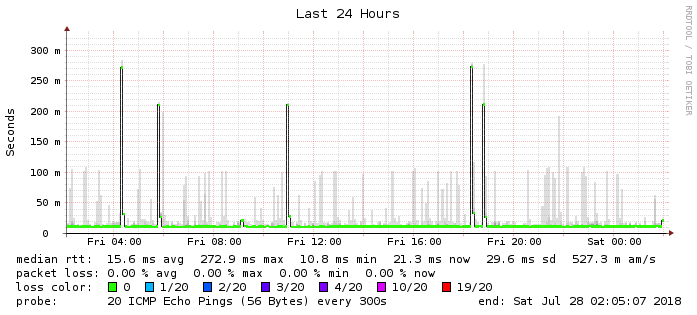 Last 24 Hours
RRDTOOL / TOBI OETIKER
Seconds
300 m
250 m
200 m
150 m
100 m
50 m
0
Fri 04:00 Fri 08:00 Fri 12:00 Fri 16:00 Fri 20:00 Sat 00:00
median rtt: 15.6 ms avg 272.9 ms max 10.8 ms min 21.3 ms now 29.6 ms sd 527.3 m am/s
packet loss: 0.00 % avg 0.00 % max 0.00 % min 0.00 % now
loss color: 0 1/20 2/20 3/20 4/20 10/20 19/20
probe: 20 ICMP Echo Pings (56 Bytes) every 300s end: Sat Jul 28 02:05:07 2018